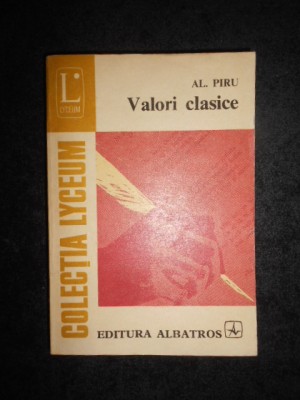 L
LYCEUM
AL. PIRU
Valori clasice
COLECȚIA LYCEUM
EDITURA ALBATROS